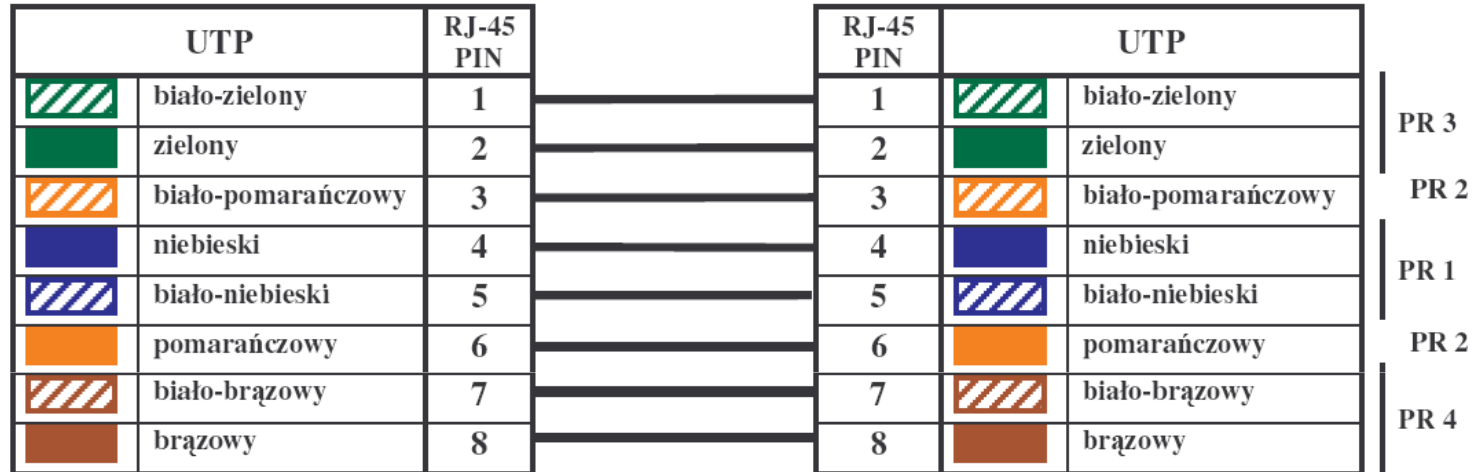 UTP RJ-45 PIN RJ-45 PIN UTP
biało-zielony 1 1 biało-zielony
PR 3
zielony 2 2 zielony
biało-pomarańczowy 3 3 biało-pomarańczowy PR 2
niebieski 4 4 niebieski
PR 1
biało-niebieski 5 5 biało-niebieski
pomarańczowy 6 6 pomarańczowy PR 2
biało-brązowy 7 7 biało-brązowy
PR 4
brązowy 8 8 brązowy